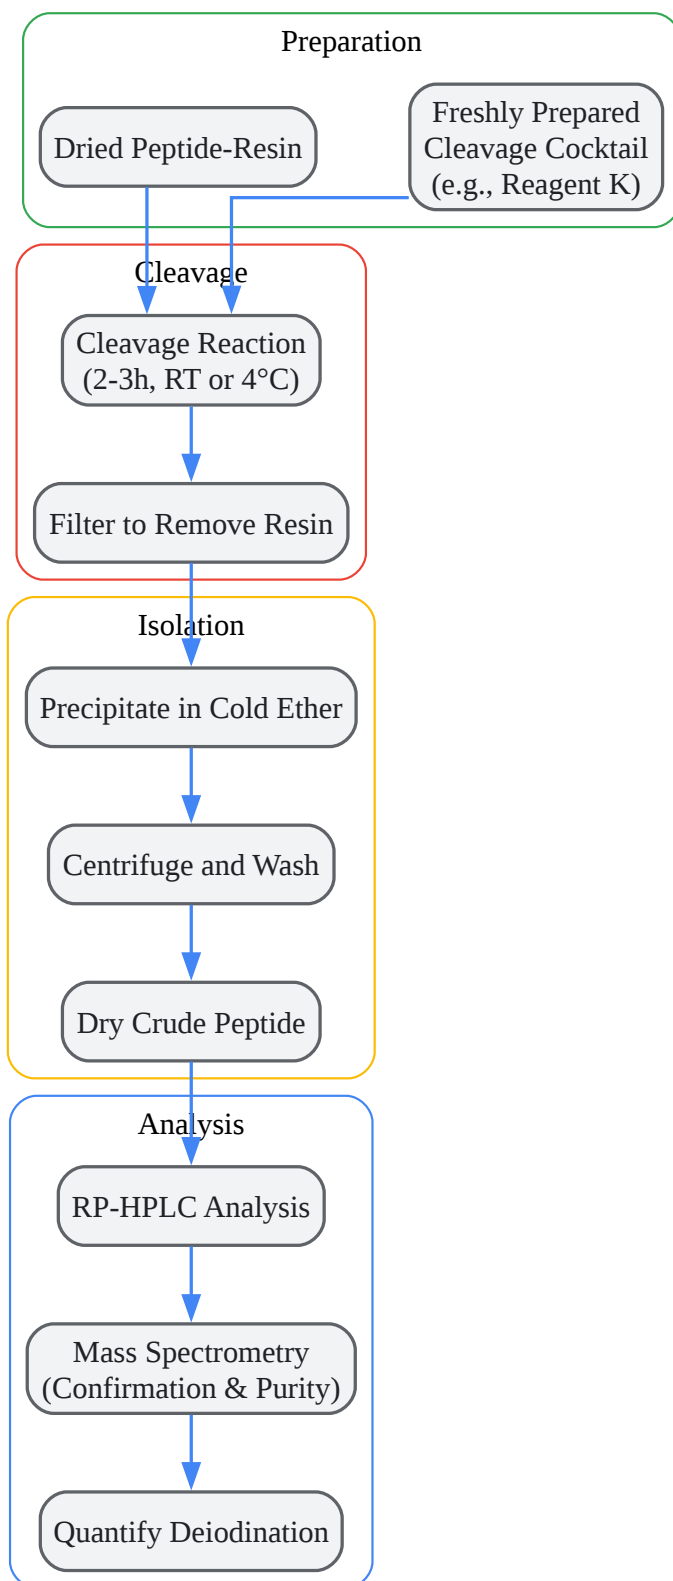 Preparation
Dried Peptide-Resin
Freshly Prepared
Cleavage Cocktail
(e.g., Reagent K)
Cleavage
Cleavage Reaction
(2-3h, RT or 4°C)
Filter to Remove Resin
Isolation
Precipitate in Cold Ether
Centrifuge and Wash
Dry Crude Peptide
Analysis
RP-HPLC Analysis
Mass Spectrometry
(Confirmation & Purity)
Quantify Deiodination